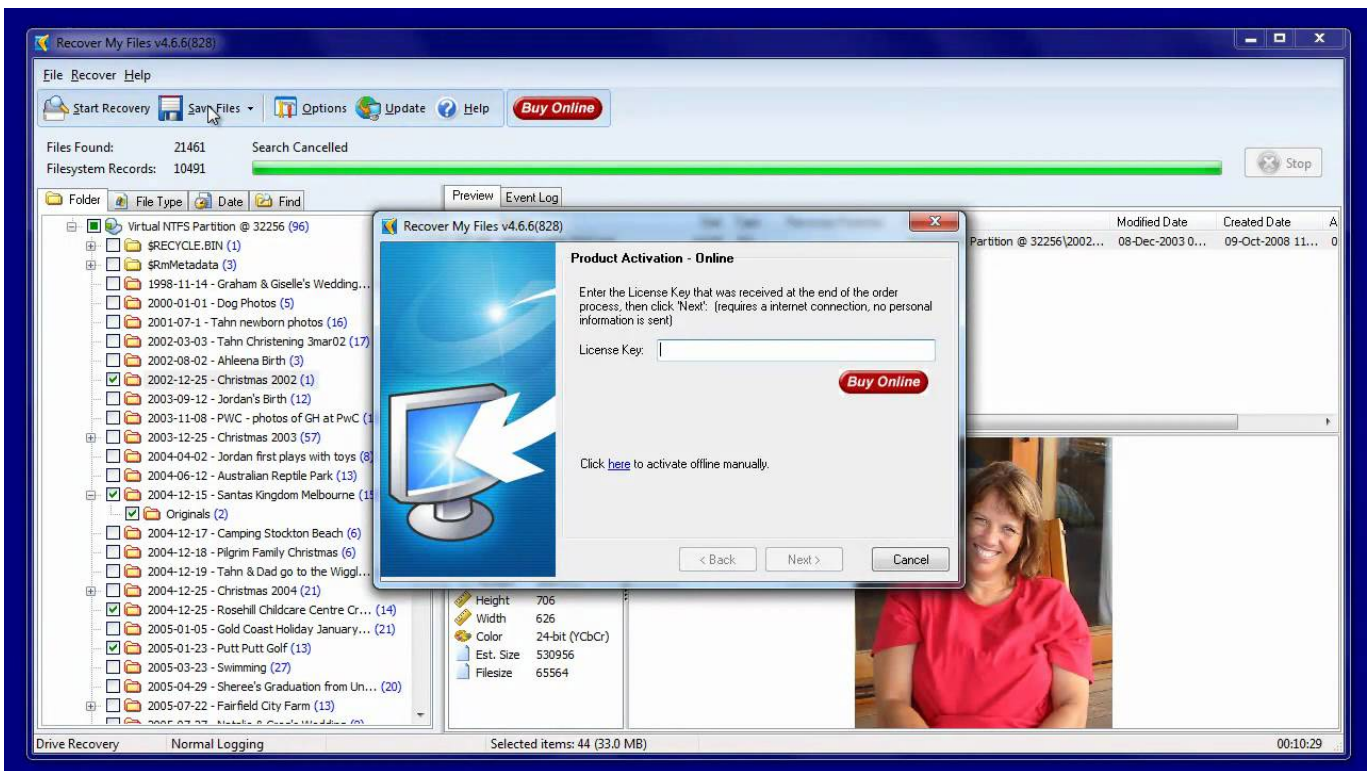 Recover My Files v4.6.6(828)
File Recover Help
Start Recovery Save Files Options Update Help Buy Online
Files Found: 21461 Search Cancelled
Filesystem Records: 10491
Stop
Folder File Type Date Find
Preview Event Log
Virtual NTFS Partition @ 32256 (96)
$RECYCLE.BIN (1)
$RmMetadata (3)
1998-11-14 - Graham & Giselle's Wedding...
2000-01-01 - Dog Photos (5)
2001-07-1 - Tahn newborn photos (16)
2002-03-03 - Tahn Christening 3mar02 (17)
2002-08-02 - Ahleena Birth (3)
2002-12-25 - Christmas 2002 (1)
2003-09-12 - Jordan's Birth (12)
2003-11-08 - PWC - photos of GH at PwC (1
2003-12-25 - Christmas 2003 (57)
2004-04-02 - Jordan first plays with toys (8)
2004-06-12 - Australian Reptile Park (13)
2004-12-15 - Santas Kingdom Melbourne (15
Originals (2)
2004-12-17 - Camping Stockton Beach (6)
2004-12-18 - Pilgrim Family Christmas (6)
2004-12-19 - Tahn & Dad go to the Wiggl...
2004-12-25 - Christmas 2004 (21)
2004-12-25 - Rosehill Childcare Centre Cr... (14)
2005-01-05 - Gold Coast Holiday January... (21)
2005-01-23 - Putt Putt Golf (13)
2005-03-23 - Swimming (27)
2005-04-29 - Sheree's Graduation from Un... (20)
2005-07-22 - Fairfield City Farm (13)
Modified Date Created Date A
Partition @ 32256\2002... 08-Dec-2003 0... 09-Oct-2008 11... 0
Recover My Files v4.6.6(828)
Product Activation - Online
Enter the License Key that was received at the end of the order
process, then click 'Next': (requires a internet connection, no personal
information is sent)
License Key:
Buy Online
Click here to activate offline manually.
< Back Next > Cancel
Height 706
Width 626
Color 24-bit (YCbCr)
Est. Size 530956
Filesize 65564
Drive Recovery Normal Logging Selected items: 44 (33.0 MB) 00:10:29